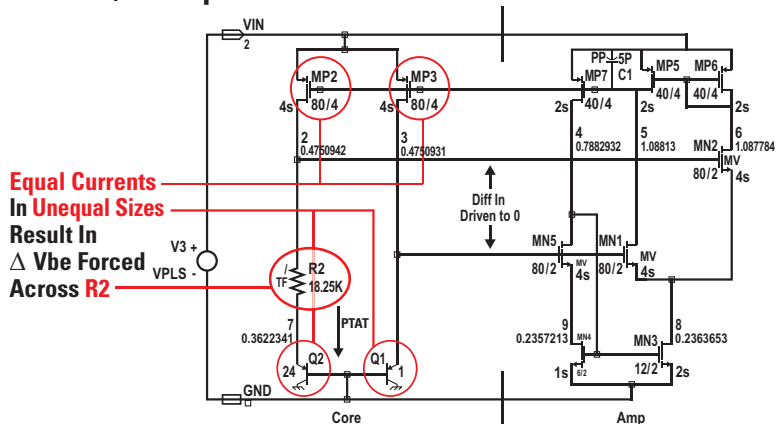 VIN
2
PP 5P
C1
MP2
80/4
4s
MP3
80/4
4s
MP7
40/4
2s
MP5
40/4
2s
MP6
40/4
2s
2
0.4750942
3
0.4750931
4
0.7882932
5
1.08813
6
1.087784
MN2
MV
80/2
4s
Equal Currents
In Unequal Sizes
Result In
Δ Vbe Forced
Across R2
Diff In
Driven to 0
V3 +
VPLS -
R2
TF
18.25K
MN5
80/2
MV
4s
MN1
80/2
MV
4s
7
0.3622341
PTAT
9
0.2357213
8
0.2363653
Q2
24
Q1
1
MN4
1s
6/2
MN3
12/2
2s
GND
Core
Amp